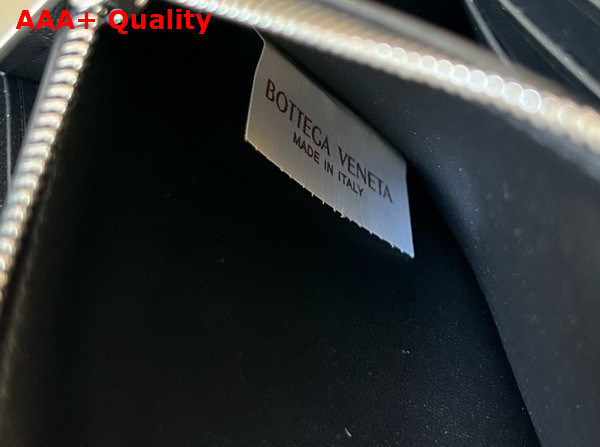 AAA+ Quality
BOTTEGA VENETA
MADE IN ITALY